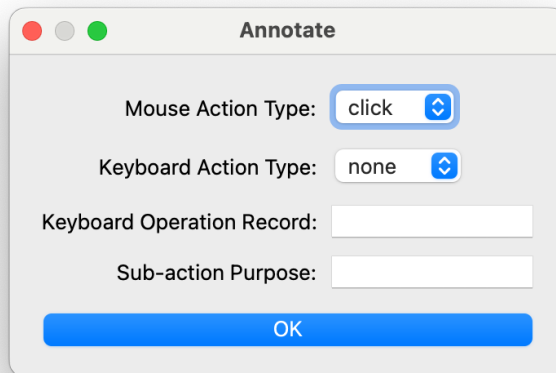 Annotate
Mouse Action Type: click
Keyboard Action Type: none
Keyboard Operation Record:
Sub-action Purpose:
OK